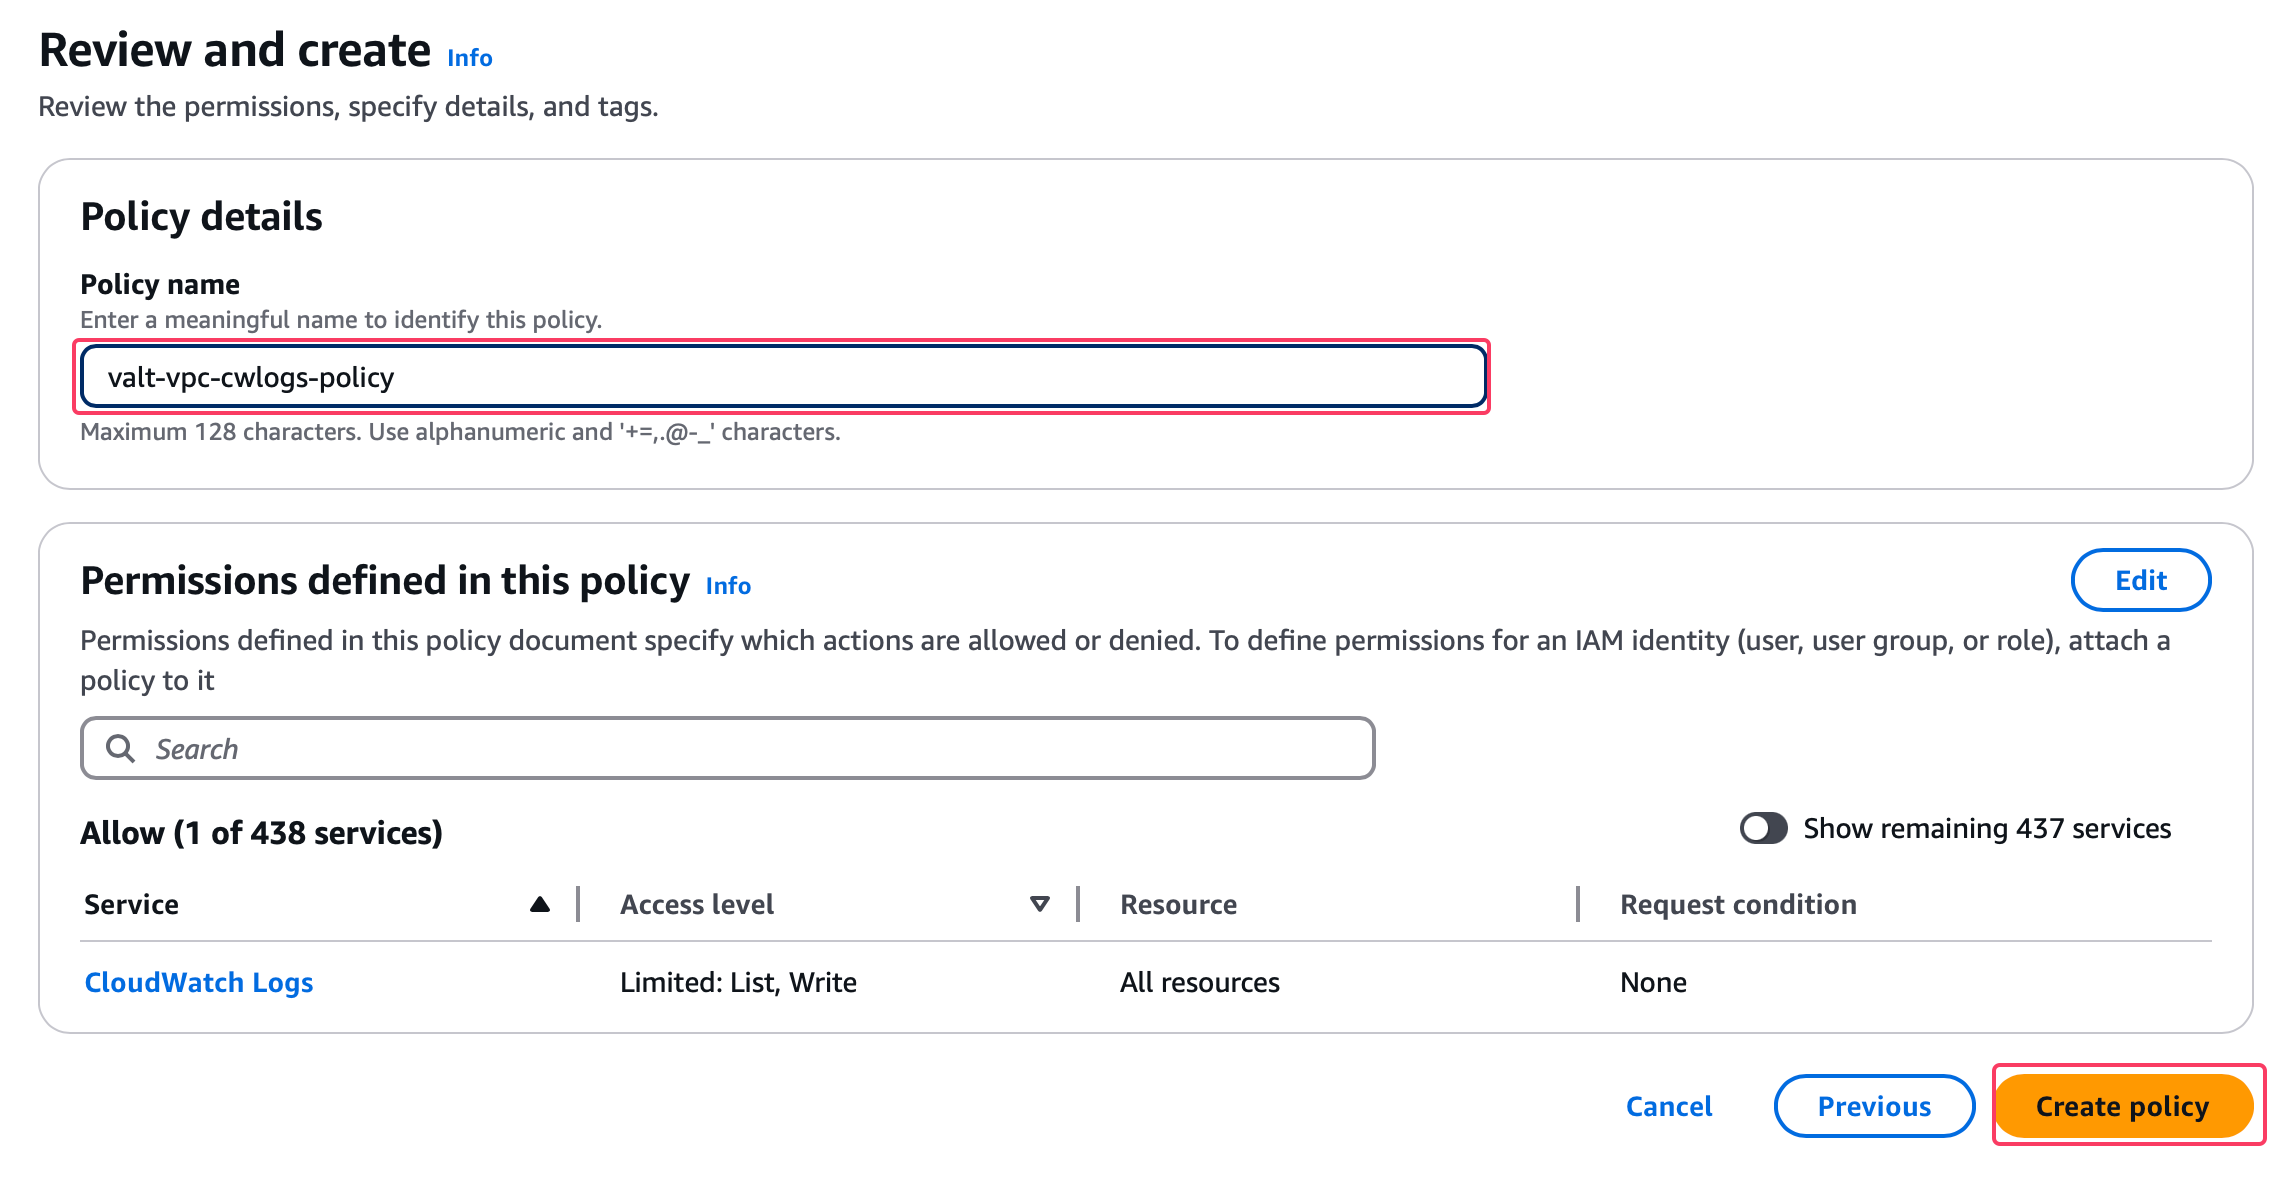 Review and create Info
Review the permissions, specify details, and tags.
Policy details
Policy name
Enter a meaningful name to identify this policy.
valt-vpc-cwlogs-policy
Maximum 128 characters. Use alphanumeric and '+=,.@-_' characters.
Permissions defined in this policy Info
Edit
Permissions defined in this policy document specify which actions are allowed or denied. To define permissions for an IAM identity (user, user group, or role), attach a
policy to it
Search
Allow (1 of 438 services)
Show remaining 437 services
Service Access level Resource Request condition
CloudWatch Logs Limited: List, Write All resources None
Cancel Previous Create policy